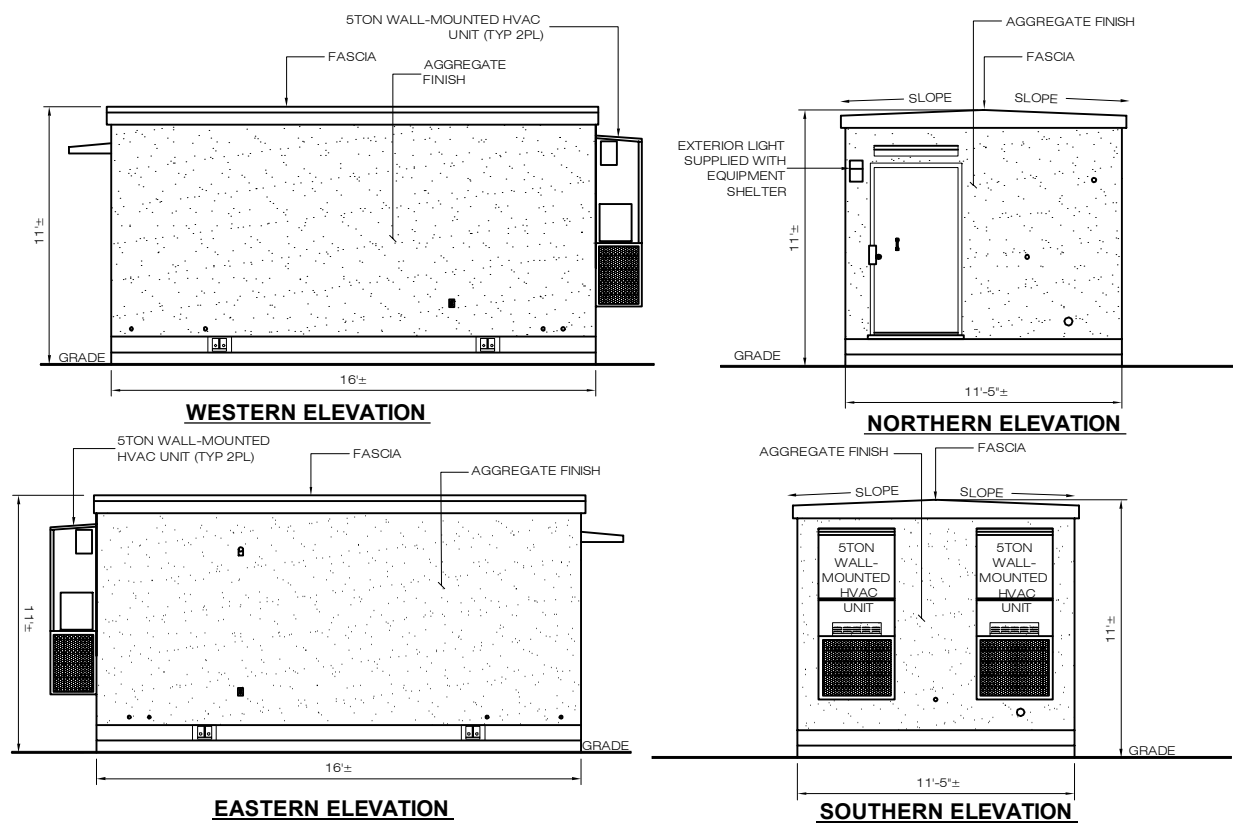 5TON WALL-MOUNTED HVAC
UNIT (TYP 2PL)
FASCIA
AGGREGATE
FINISH
11'±
GRADE
16'±
WESTERN ELEVATION
AGGREGATE FINISH
FASCIA
SLOPE
SLOPE
EXTERIOR LIGHT
SUPPLIED WITH
EQUIPMENT
SHELTER
11'±
GRADE
11'-5"±
NORTHERN ELEVATION
5TON WALL-MOUNTED
HVAC UNIT (TYP 2PL)
FASCIA
AGGREGATE FINISH
11'±
GRADE
16'±
EASTERN ELEVATION
AGGREGATE FINISH
FASCIA
SLOPE
SLOPE
5TON
WALL-
MOUNTED
HVAC
UNIT
5TON
WALL-
MOUNTED
HVAC
UNIT
11'±
GRADE
11'-5"±
SOUTHERN ELEVATION